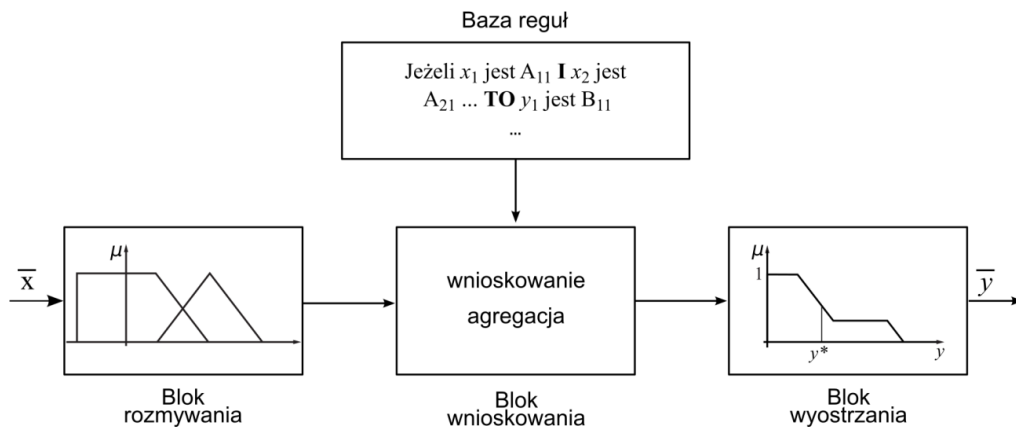 Baza reguł
Jeżeli x₁ jest A₁₁ I x₂ jest
A₂₁ ... TO y₁ jest B₁₁
...
x̅
μ
Blok
rozmywania
wnioskowanie
agregacja
Blok
wnioskowania
μ
1
y*
y
Blok
wyostrzania
y̅